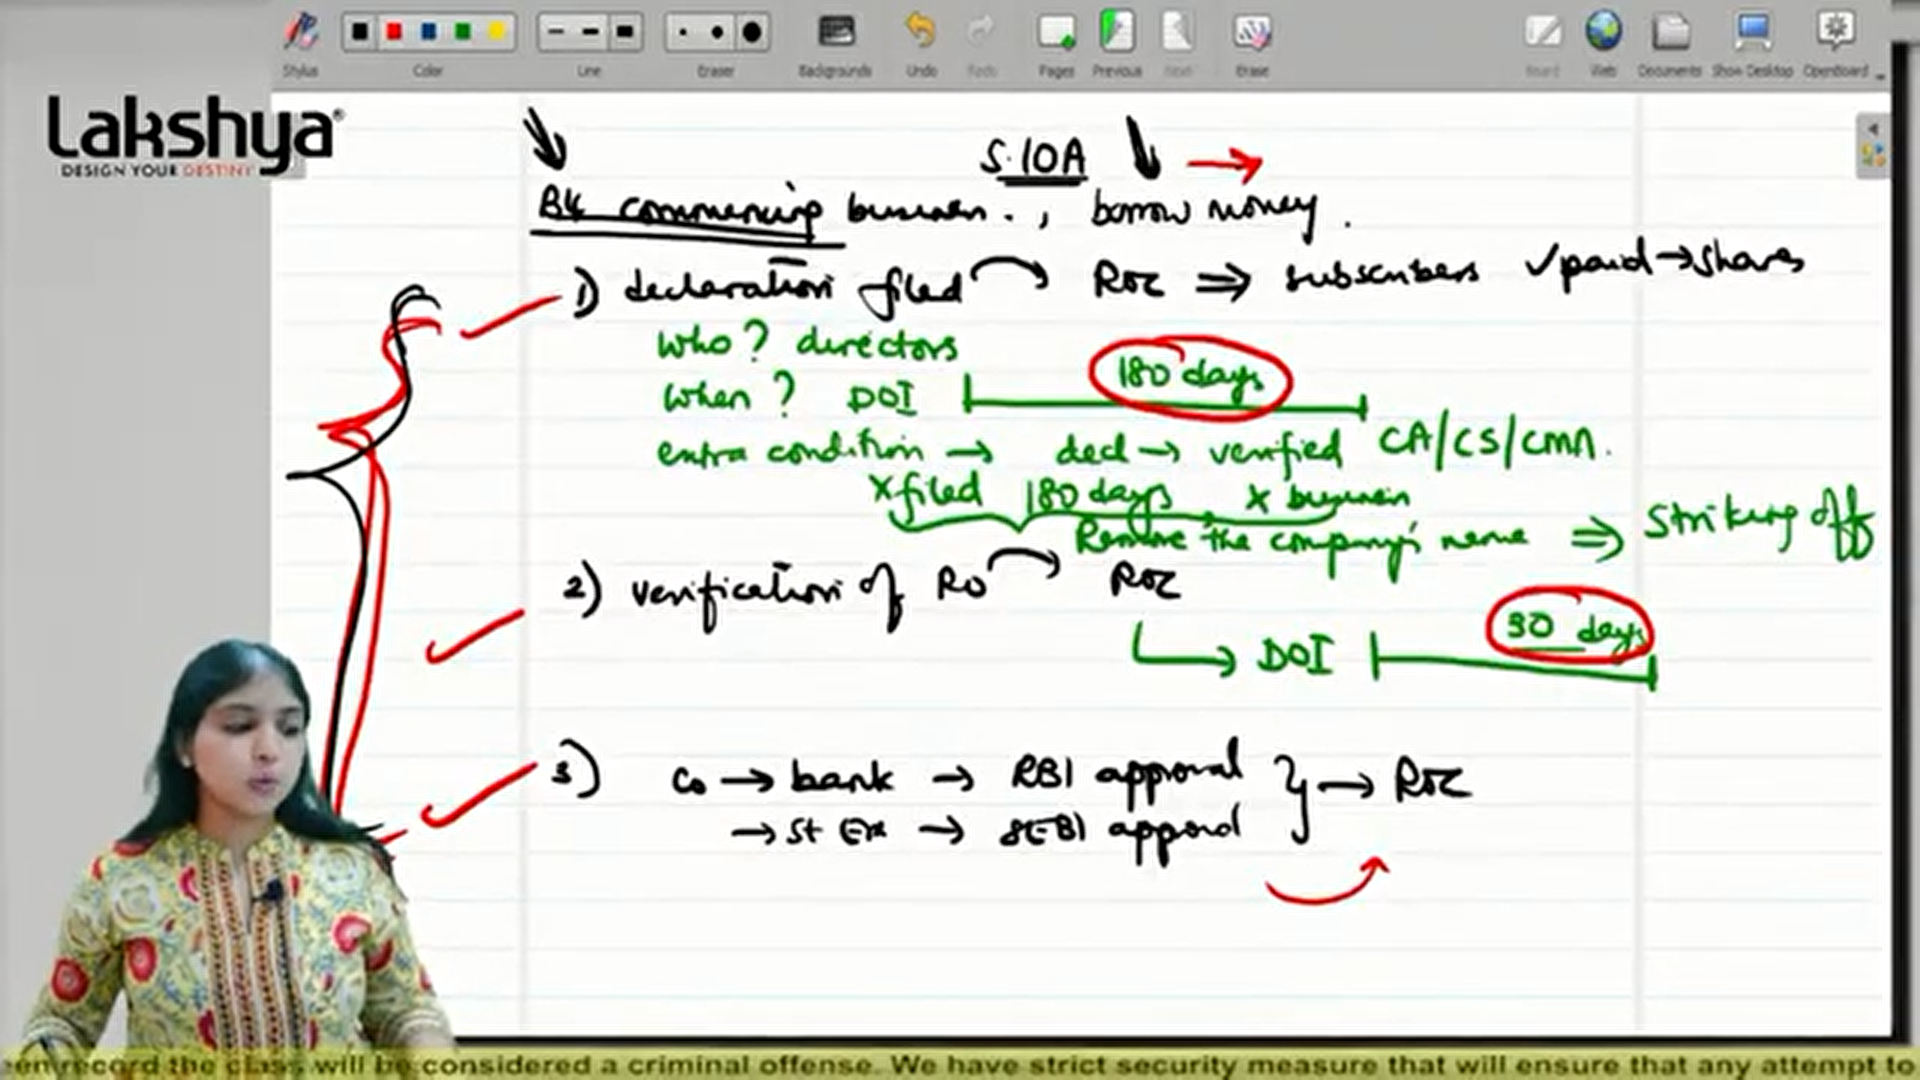 Stylus Color Line Eraser Backgrounds Undo Redo Pages Previous Next Erase Board Web Documents Show Desktop OpenBoard
Lakshya
DESIGN YOUR DESTINY
S.10A
B4 commencing business., borrow money.
1) declaration filed ROC ⇒ subscribers ✓paid→shares
Who? directors
When? DOI 180 days
extra condition → decl → verified CA/CS/CMA.
x filed 180 days x business
Remove the company's name ⇒ Striking off
2) verification of RO ROC
DOI 30 days
3) Co → bank → RBI approval } → ROC
→ St Ex → SEBI approval
en record the class will be considered a criminal offense. We have strict security measure that will ensure that any attempt to